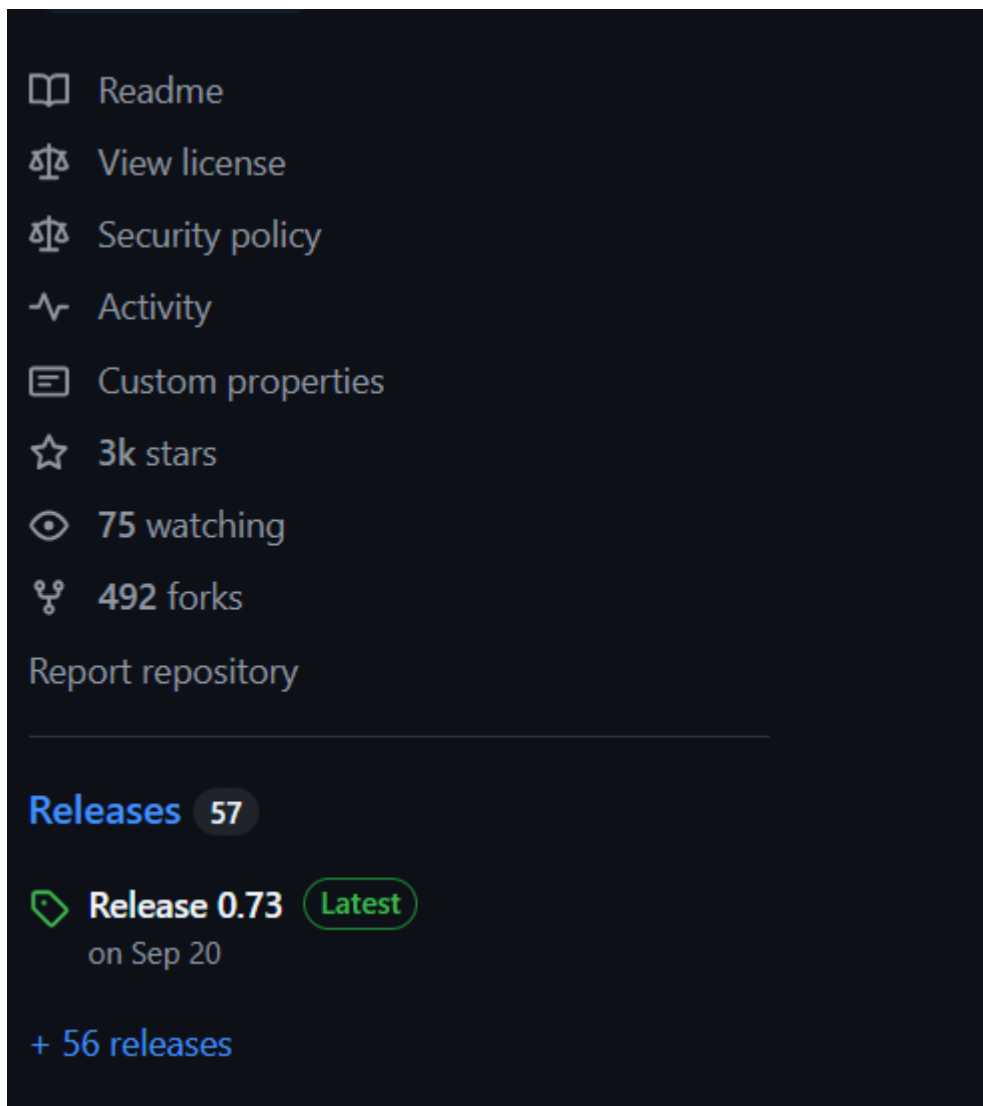 Readme
View license
Security policy
Activity
Custom properties
3k stars
75 watching
492 forks
Report repository
Releases 57
Release 0.73 Latest
on Sep 20
+ 56 releases